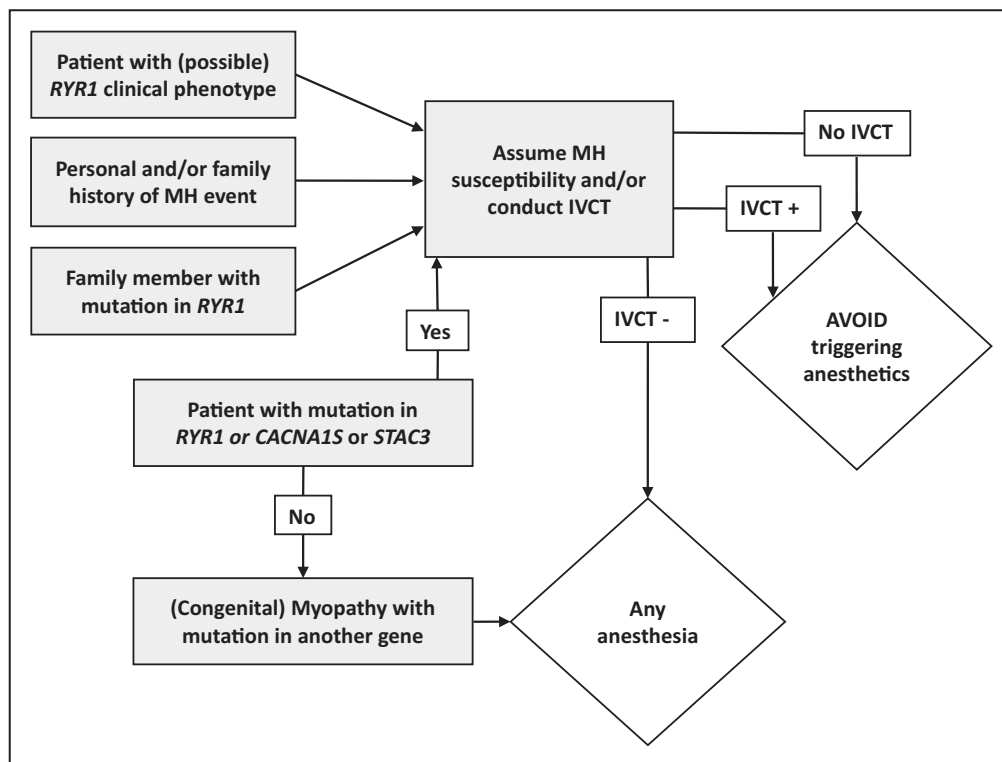 Patient with (possible)
RYR1 clinical phenotype
Personal and/or family
history of MH event
Family member with
mutation in RYR1
Assume MH
susceptibility and/or
conduct IVCT
No IVCT
IVCT +
IVCT -
AVOID
triggering
anesthetics
Yes
Patient with mutation in
RYR1 or CACNA1S or STAC3
No
(Congenital) Myopathy with
mutation in another gene
Any
anesthesia